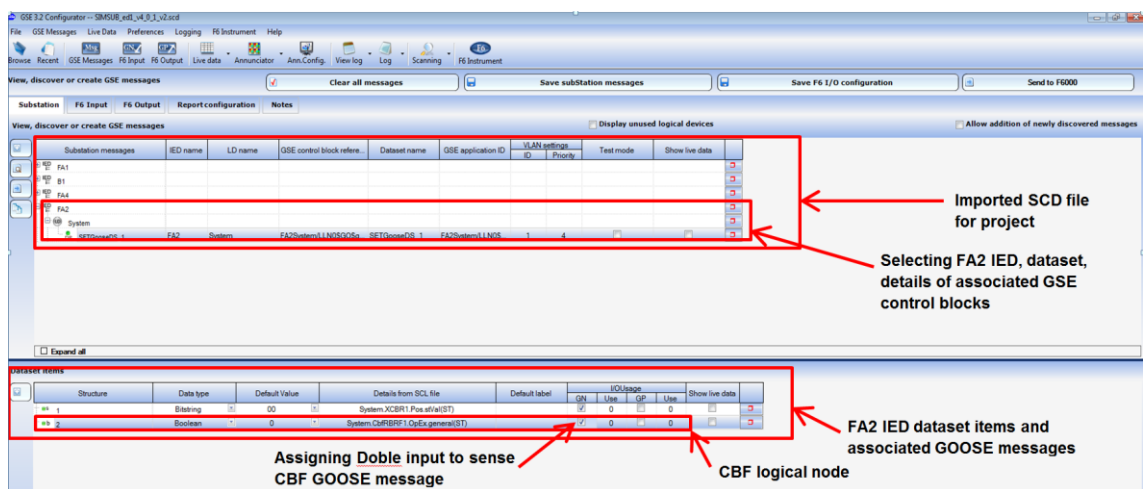 GSE 3.2 Configurator -- SIMSUB_ed1_v4_0_1_v2.scd
File GSE Messages Live Data Preferences Logging F6 Instrument Help
Msg GN GP F6
Browse Recent GSE Messages F6 Input F6 Output Live data Annunciator Ann.Config. View log Log Scanning F6 Instrument
View, discover or create GSE messages Clear all messages Save subStation messages Save F6 I/O configuration Send to F6000
Substation F6 Input F6 Output Report configuration Notes
View, discover or create GSE messages Display unused logical devices Allow addition of newly discovered messages
Substation messages IED name LD name GSE control block refere... Dataset name GSE application ID VLAN settings Test mode Show live data
ID Priority
FA1
B1
FA4
FA2
System
SETGooseDS_1 FA2 System FA2System/LLN0$GO$g SETGooseDS_1 FA2System/LLN0$... 1 4
Imported SCD file
for project
Selecting FA2 IED, dataset,
details of associated GSE
control blocks
Expand all
Dataset items
Structure Data type Default Value Details from SCL file Default label I/OUsage Show live data
GN Use GP Use
1 Bitstring 00 System.XCBR1.Pos.stVal(ST) 0 0
2 Boolean 0 System.CbfRBRF1.OpEx.general(ST) 0 0
FA2 IED dataset items and
associated GOOSE messages
Assigning Doble input to sense
CBF GOOSE message
CBF logical node